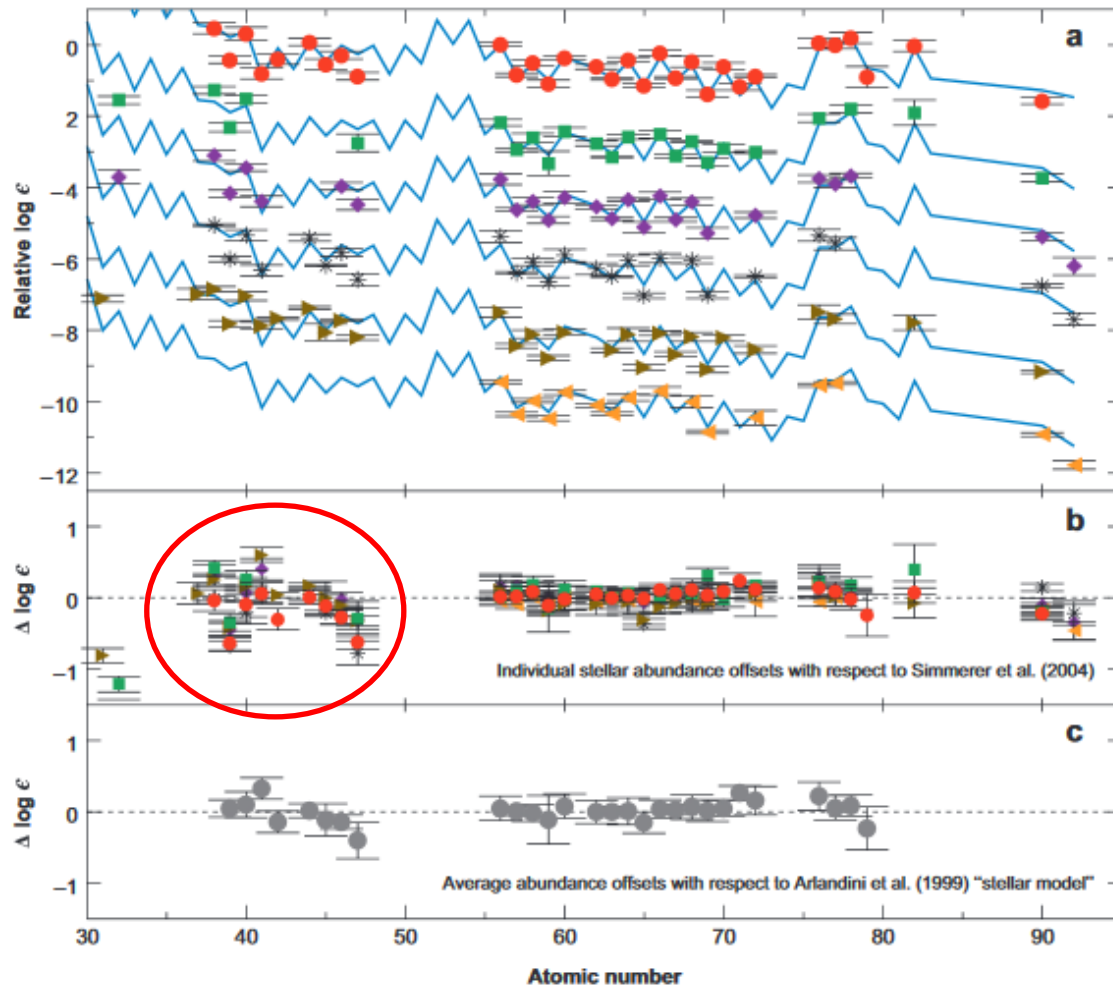 a
0
2
−4
−6
−8
−10
−12
Relative log ϵ
b
1
0
−1
Δ log ϵ
Individual stellar abundance offsets with respect to Simmerer et al. (2004)
c
1
0
−1
Δ log ϵ
Average abundance offsets with respect to Arlandini et al. (1999) “stellar model”
30 40 50 60 70 80 90
Atomic number